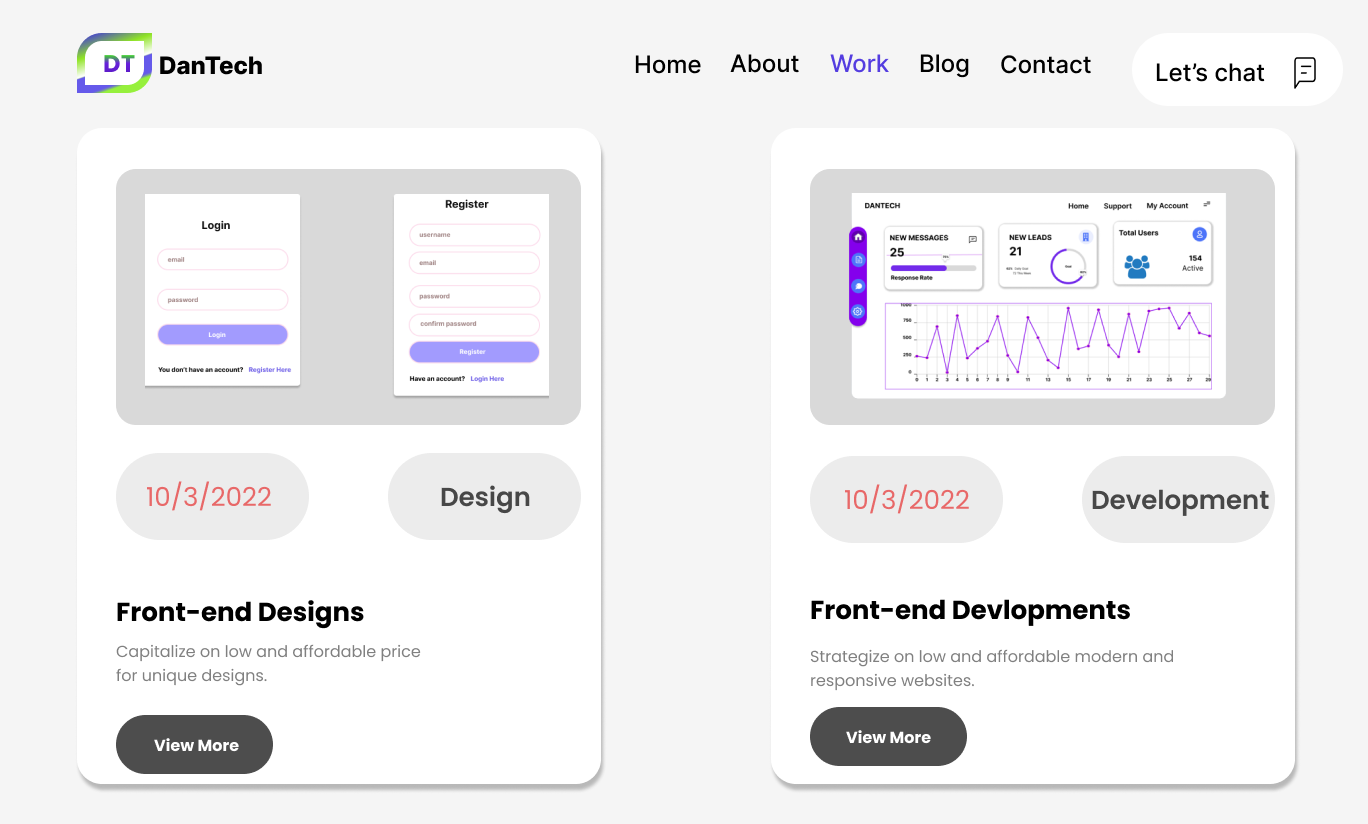 DT DanTech
Home About Work Blog Contact Let's chat
Login
email
password
Login
You don't have an account? Register Here
Register
username
email
password
confirm password
Register
Have an account? Login Here
10/3/2022 Design
Front-end Designs
Capitalize on low and affordable price
for unique designs.
View More
DANTECH Home Support My Account
NEW MESSAGES
25
Response Rate
NEW LEADS
21
Total Users
154
Active
1000
750
500
250
0
0 1 2 3 4 5 6 7 8 9 11 13 15 17 19 21 23 25 27 29
10/3/2022 Development
Front-end Devlopments
Strategize on low and affordable modern and
responsive websites.
View More